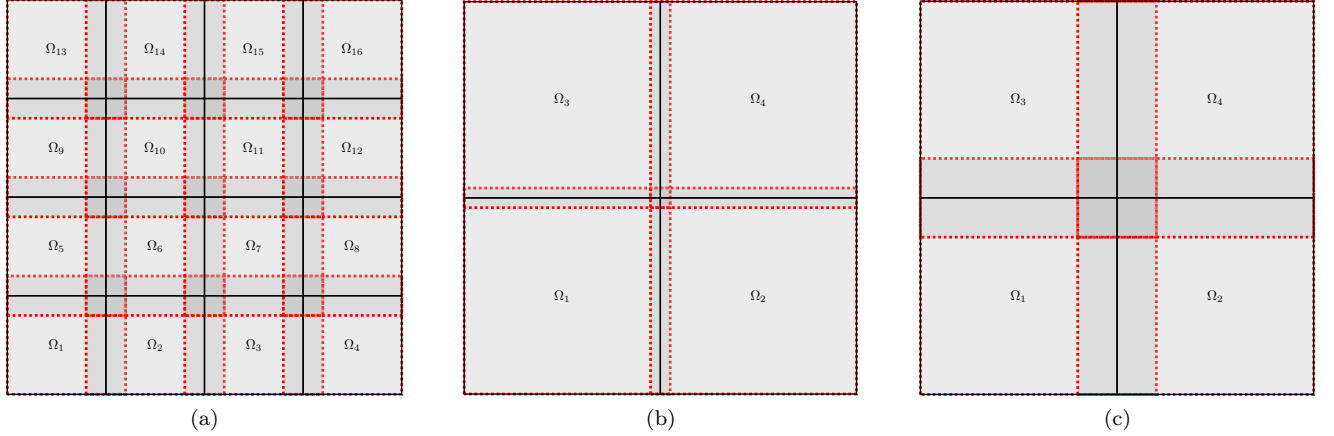 Ω₁₃ Ω₁₄ Ω₁₅ Ω₁₆
Ω₉ Ω₁₀ Ω₁₁ Ω₁₂
Ω₅ Ω₆ Ω₇ Ω₈
Ω₁ Ω₂ Ω₃ Ω₄
(a)
Ω₃ Ω₄
Ω₁ Ω₂
(b)
Ω₃ Ω₄
Ω₁ Ω₂
(c)